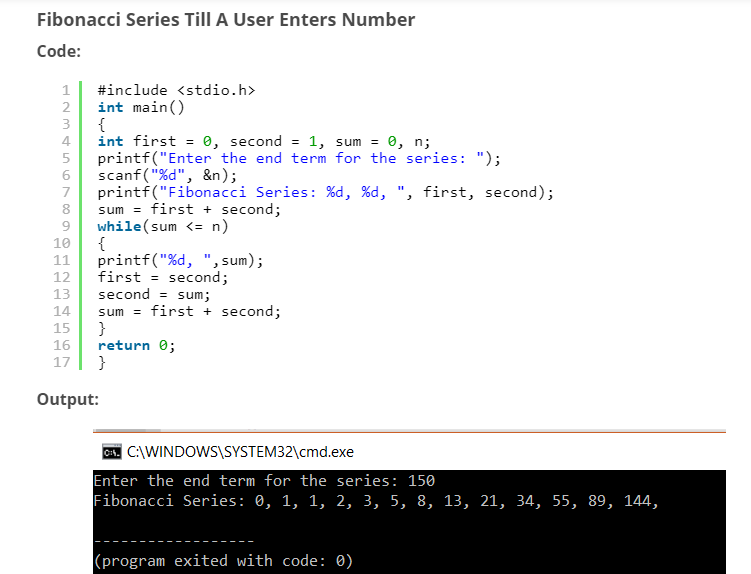 Fibonacci Series Till A User Enters Number
Code:
1 #include <stdio.h>
2 int main()
3 {
4 int first = 0, second = 1, sum = 0, n;
5 printf("Enter the end term for the series: ");
6 scanf("%d", &n);
7 printf("Fibonacci Series: %d, %d, ", first, second);
8 sum = first + second;
9 while(sum <= n)
10 {
11 printf("%d, ",sum);
12 first = second;
13 second = sum;
14 sum = first + second;
15 }
16 return 0;
17 }
Output:
C:\WINDOWS\SYSTEM32\cmd.exe
Enter the end term for the series: 150
Fibonacci Series: 0, 1, 1, 2, 3, 5, 8, 13, 21, 34, 55, 89, 144,
------------------
(program exited with code: 0)